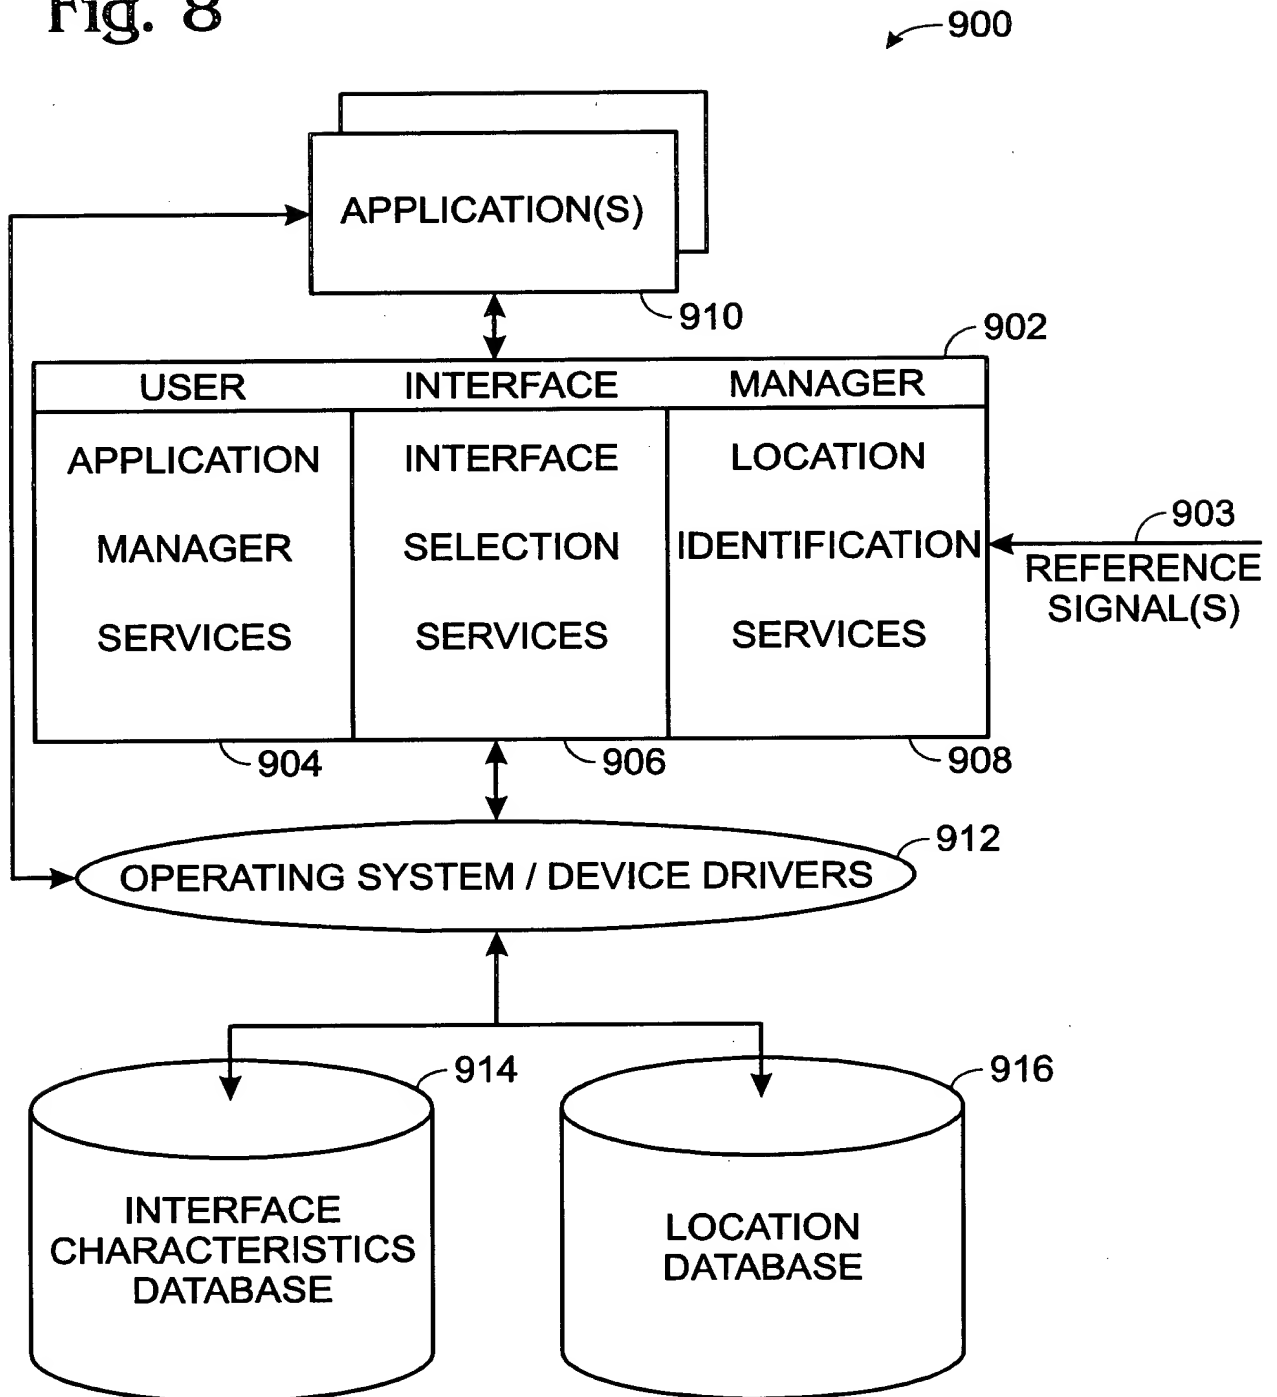 Fig. 8
900
APPLICATION(S)
910
902
USER INTERFACE MANAGER
APPLICATION
MANAGER
SERVICES
INTERFACE
SELECTION
SERVICES
LOCATION
IDENTIFICATION
SERVICES
903
REFERENCE
SIGNAL(S)
904
906
908
912
OPERATING SYSTEM / DEVICE DRIVERS
914
916
INTERFACE
CHARACTERISTICS
DATABASE
LOCATION
DATABASE